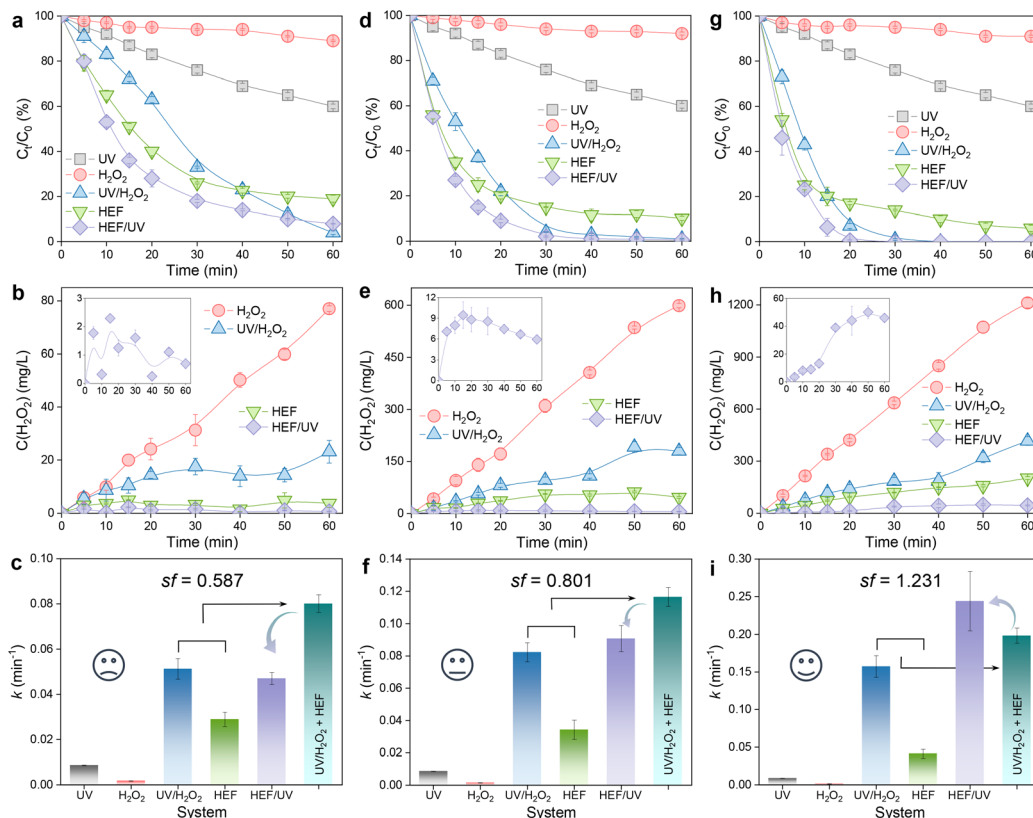 a
100
80
60
40
20
0
Cₜ/C₀ (%)
UV
H₂O₂
UV/H₂O₂
HEF
HEF/UV
0 10 20 30 40 50 60
Time (min)
d
100
80
60
40
20
0
Cₜ/C₀ (%)
UV
H₂O₂
UV/H₂O₂
HEF
HEF/UV
0 10 20 30 40 50 60
Time (min)
g
100
80
60
40
20
0
Cₜ/C₀ (%)
UV
H₂O₂
UV/H₂O₂
HEF
HEF/UV
0 10 20 30 40 50 60
Time (min)
b
80
60
40
20
0
C(H₂O₂) (mg/L)
3
2
1
0
0 10 20 30 40 50 60
H₂O₂
UV/H₂O₂
HEF
HEF/UV
0 10 20 30 40 50 60
Time (min)
e
600
450
300
150
0
C(H₂O₂) (mg/L)
12
9
6
3
0
0 10 20 30 40 50 60
H₂O₂
UV/H₂O₂
HEF
HEF/UV
0 10 20 30 40 50 60
Time (min)
h
1200
900
600
300
0
C(H₂O₂) (mg/L)
60
40
20
0
0 10 20 30 40 50 60
H₂O₂
UV/H₂O₂
HEF
HEF/UV
0 10 20 30 40 50 60
Time (min)
c
0.10
0.08
0.06
0.04
0.02
0.00
k (min⁻¹)
sf = 0.587
UV/H₂O₂ + HEF
UV H₂O₂ UV/H₂O₂ HEF HEF/UV
System
f
0.14
0.12
0.10
0.08
0.06
0.04
0.02
0.00
k (min⁻¹)
sf = 0.801
UV/H₂O₂ + HEF
UV H₂O₂ UV/H₂O₂ HEF HEF/UV
System
i
0.30
0.25
0.20
0.15
0.10
0.05
0.00
k (min⁻¹)
sf = 1.231
UV/H₂O₂ + HEF
UV H₂O₂ UV/H₂O₂ HEF HEF/UV
System